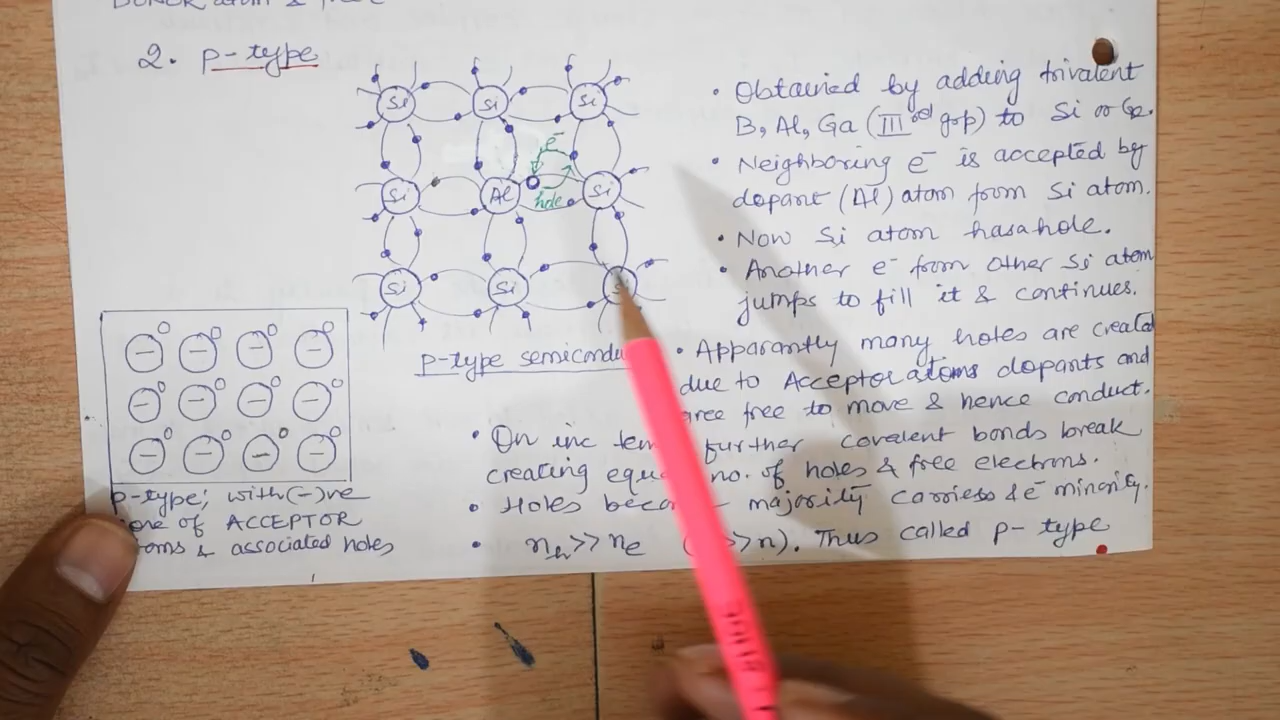 2. p-type
Si Si Si
e-
Si Al Si
hole
Si Si Si
p-type
p-type; with (-)ve
of ACCEPTOR
& associated holes
• Obtained by adding trivalent
B, Al, Ga (III rd grp) to Si or Ge.
• Neighboring e- is accepted by
dopant (Al) atom from Si atom.
• Now Si atom has a hole.
• Another e- from other Si atom
jumps to fill it & continues.
• Apparantly many holes are created
due to Acceptor atoms dopants and
free to move & hence conduct.
• On inc further covalent bonds break
creating no. of holes & free electrons.
• Holes majority carriers & e- minority.
• nh >> ne ( >> n). Thus called p-type